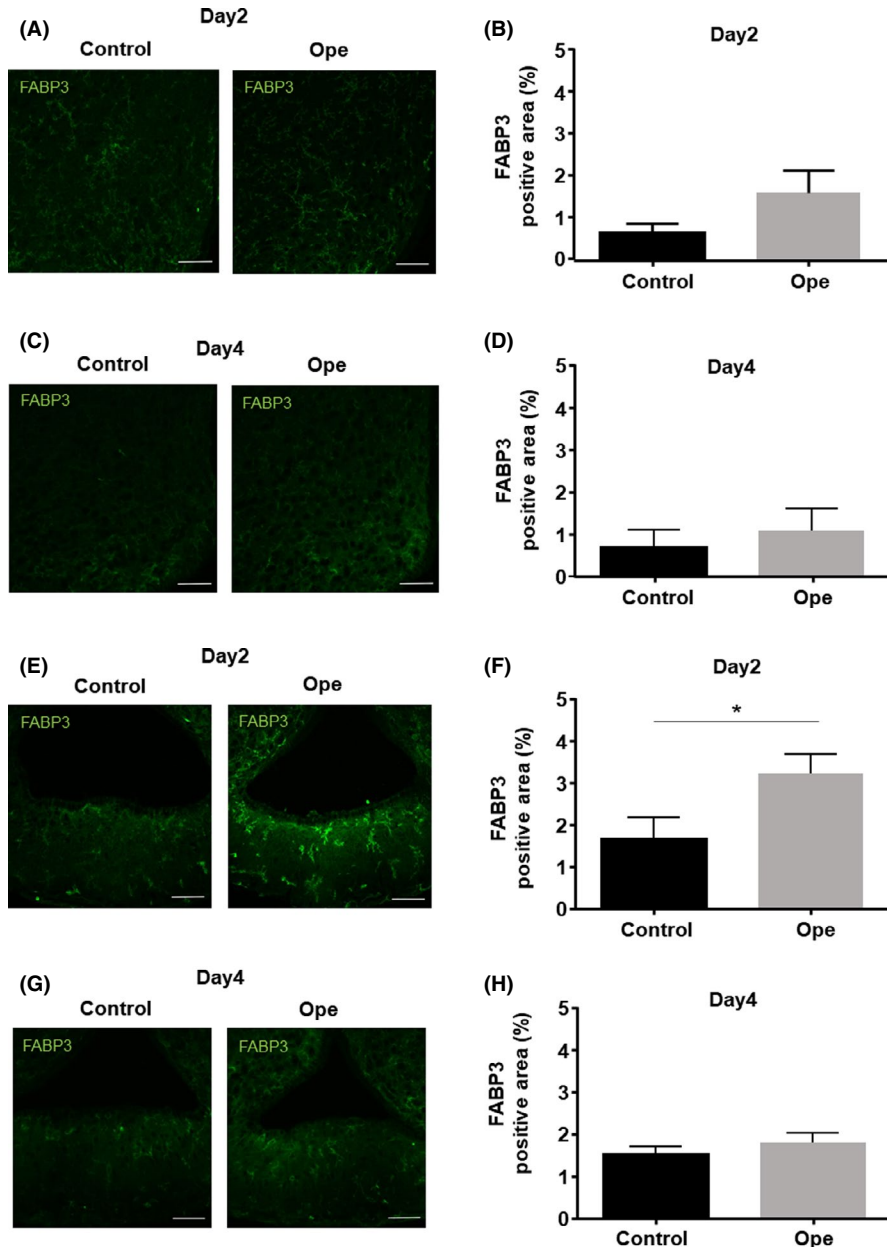 (A)
Day2
Control
Ope
FABP3
FABP3
(B)
Day2
FABP3
positive area (%)
5
4
3
2
1
0
Control
Ope
(C)
Day4
Control
Ope
FABP3
FABP3
(D)
Day4
FABP3
positive area (%)
5
4
3
2
1
0
Control
Ope
(E)
Day2
Control
Ope
FABP3
FABP3
(F)
Day2
FABP3
positive area (%)
5
4
3
2
1
0
*
Control
Ope
(G)
Day4
Control
Ope
FABP3
FABP3
(H)
Day4
FABP3
positive area (%)
5
4
3
2
1
0
Control
Ope